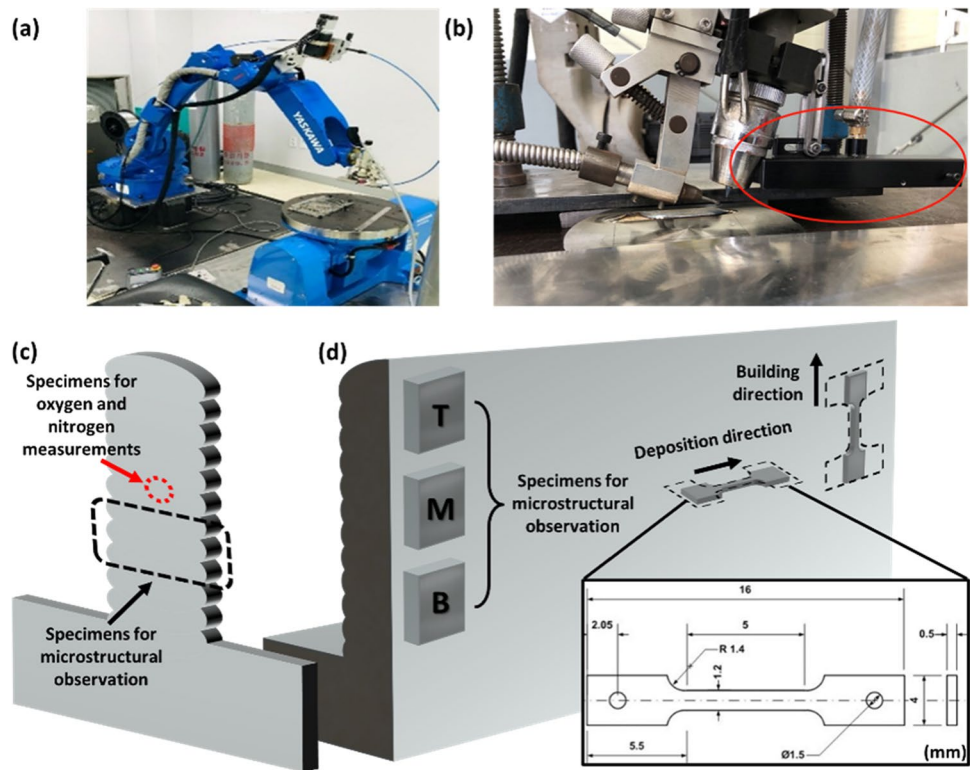 (a)
YASKAWA
(b)
(c)
Specimens for
oxygen and
nitrogen
measurements
Specimens for
microstructural
observation
(d)
T
M
B
Specimens for
microstructural
observation
Deposition direction
Building
direction
16
2.05
5
0.5
R 1.4
1.2
4
5.5
Ø1.5
(mm)